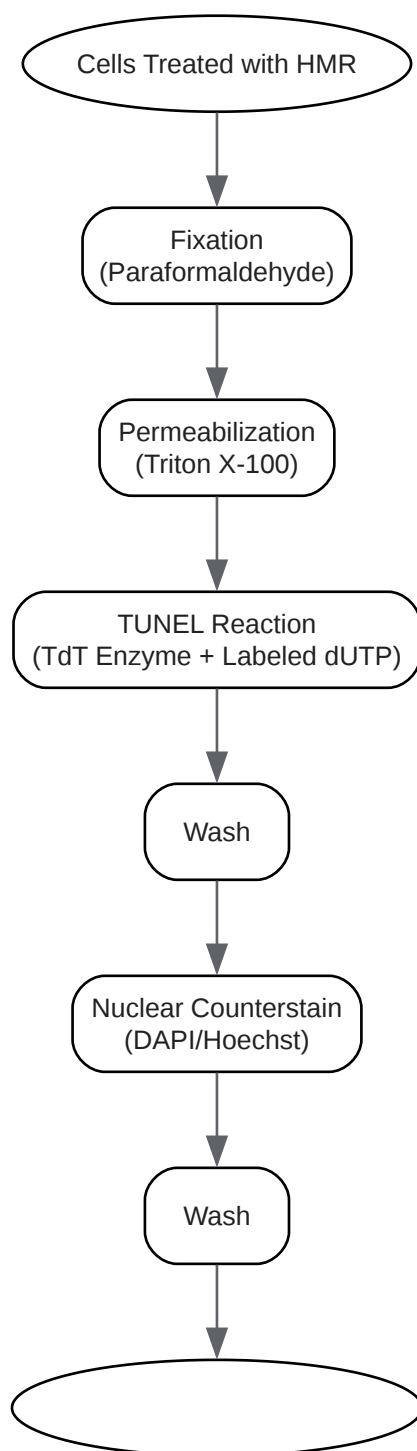 Cells Treated with HMR
Fixation
(Paraformaldehyde)
Permeabilization
(Triton X-100)
TUNEL Reaction
(TdT Enzyme + Labeled dUTP)
Wash
Nuclear Counterstain
(DAPI/Hoechst)
Wash